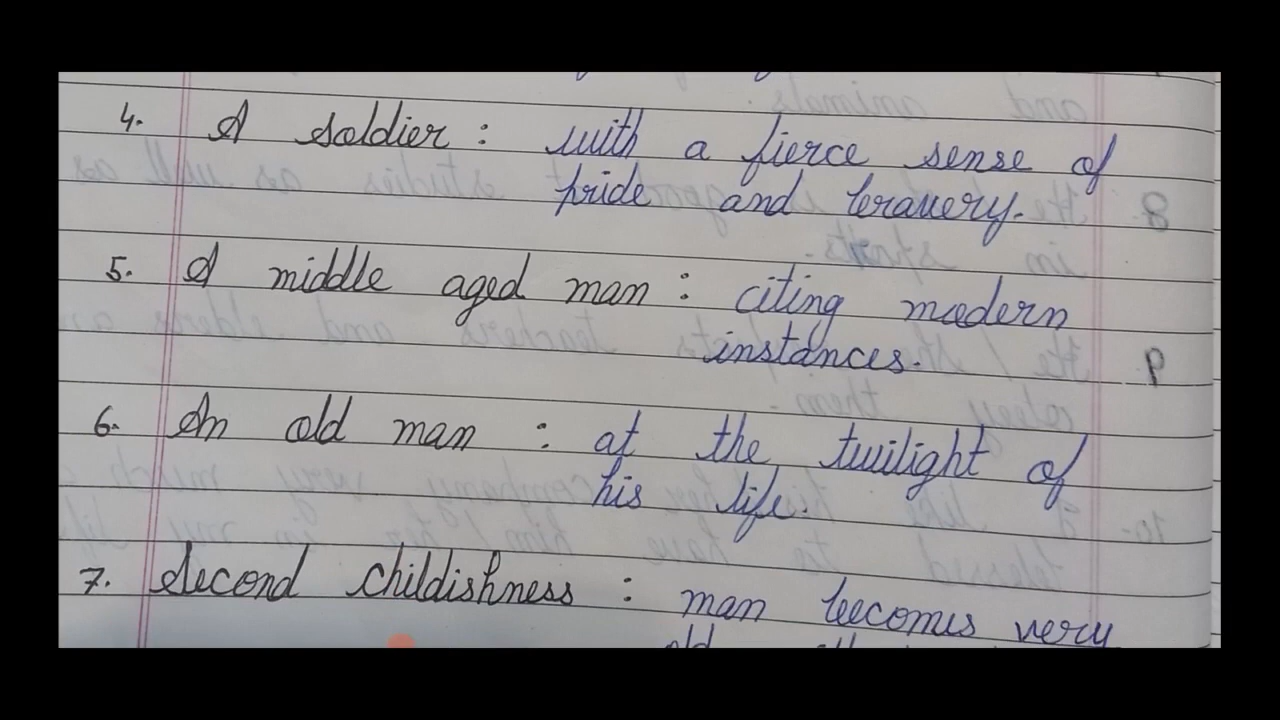 4. A soldier : with a fierce sense of
pride and bravery.
5. A middle aged man : citing modern
instances.
6. An old man : at the twilight of
his life.
7. Second childishness : man becomes very
old